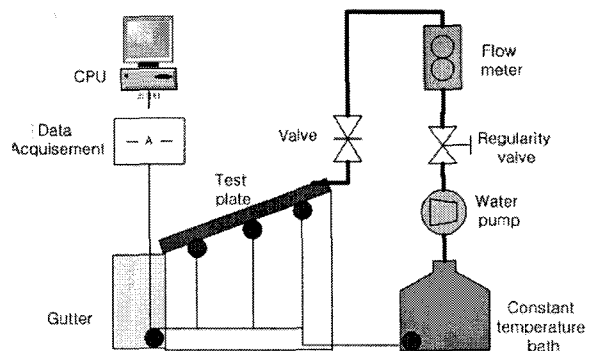 CPU
Data
Acquisement
A
Test
plate
Gutter
Valve
Flow
meter
Regularity
valve
Water
pump
Constant
temperature
bath